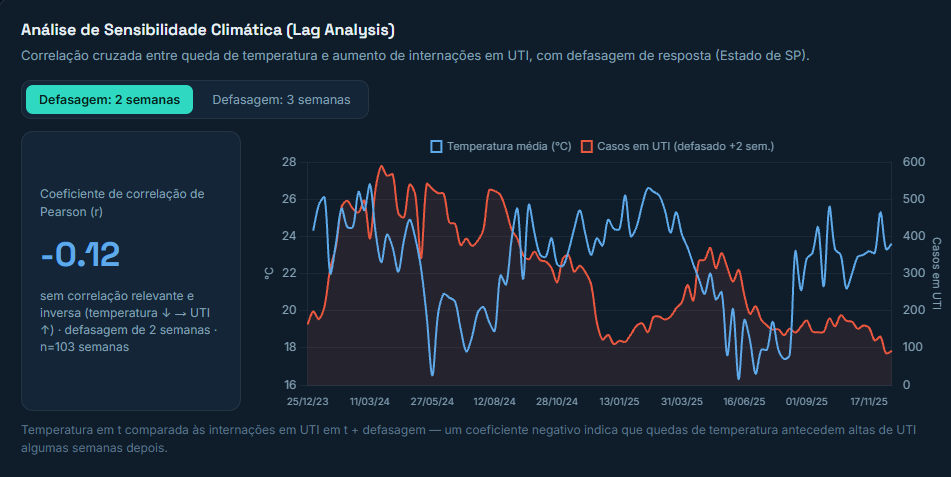 Análise de Sensibilidade Climática (Lag Analysis)
Correlação cruzada entre queda de temperatura e aumento de internações em UTI, com defasagem de resposta (Estado de SP).
Defasagem: 2 semanas Defasagem: 3 semanas
Coeficiente de correlação de
Pearson (r)
-0.12
sem correlação relevante e
inversa (temperatura ↓ → UTI
↑) · defasagem de 2 semanas ·
n=103 semanas
Temperatura média (°C) Casos em UTI (defasado +2 sem.)
28 600
26 500
24 400
22 300
20 200
18 100
16 0
°C
Casos em UTI
25/12/23 11/03/24 27/05/24 12/08/24 28/10/24 13/01/25 31/03/25 16/06/25 01/09/25 17/11/25
Temperatura em t comparada às internações em UTI em t + defasagem — um coeficiente negativo indica que quedas de temperatura antecedem altas de UTI
algumas semanas depois.